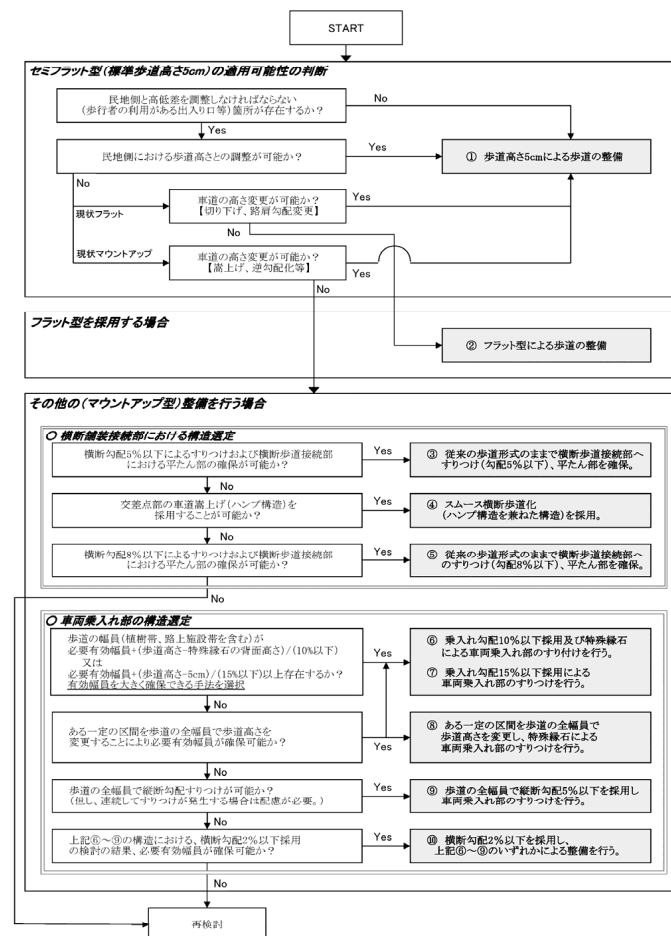 START
セミフラット型(標準歩道高さ5cm)の適用可能性の判断
民地側と高低差を調整しなければならない
(歩行者の利用がある出入り口等)箇所が存在するか?
No
Yes
民地側における歩道高さとの調整が可能か?
Yes
① 歩道高さ5cmによる歩道の整備
No
現状フラット
車道の高さ変更が可能か?
【切り下げ、路肩勾配変更】
Yes
No
現状マウントアップ
車道の高さ変更が可能か?
【嵩上げ、逆勾配化等】
Yes
No
フラット型を採用する場合
② フラット型による歩道の整備
その他の(マウントアップ型)整備を行う場合
○ 横断舗装接続部における構造選定
横断勾配5%以下によるすりつけおよび横断歩道接続部
における平たん部の確保が可能か?
Yes
③ 従来の歩道形式のままで横断歩道接続部へ
すりつけ(勾配5%以下)、平たん部を確保。
No
交差点部の車道嵩上げ(ハンプ構造)を
採用することが可能か?
Yes
④ スムース横断歩道化
(ハンプ構造を兼ねた構造)を採用。
No
横断勾配8%以下によるすりつけおよび横断歩道接続部
における平たん部の確保が可能か?
Yes
⑤ 従来の歩道形式のままで横断歩道接続部へ
のすりつけ(勾配8%以下)、平たん部を確保。
No
○ 車両乗入れ部の構造選定
歩道の幅員(植樹帯、路上施設帯を含む)が
必要有効幅員+(歩道高さ-特殊縁石の背面高さ)/(10%以下)
又は
必要有効幅員+(歩道高さ-5cm)/(15%以下)以上存在するか?
有効幅員を大きく確保できる手法を選択
Yes
⑥ 乗入れ勾配10%以下採用及び特殊縁石
による車両乗入れ部のすり付けを行う。
⑦ 乗入れ勾配15%以下採用による
車両乗入れ部のすりつけを行う。
No
ある一定の区間を歩道の全幅員で歩道高さを
変更することにより必要有効幅員が確保可能か?
Yes
⑧ ある一定の区間を歩道の全幅員で
歩道高さを変更し、特殊縁石による
車両乗入れ部のすりつけを行う。
No
歩道の全幅員で縦断勾配すりつけが可能か?
(但し、連続してすりつけが発生する場合は配慮が必要。)
Yes
⑨ 歩道の全幅員で縦断勾配5%以下を採用し
車両乗入れ部のすりつけを行う。
No
上記⑥~⑨の構造における、横断勾配2%以下採用
の検討の結果、必要有効幅員が確保可能か?
Yes
⑩ 横断勾配2%以下を採用し、
上記⑥~⑨のいずれかによる整備を行う。
No
再検討